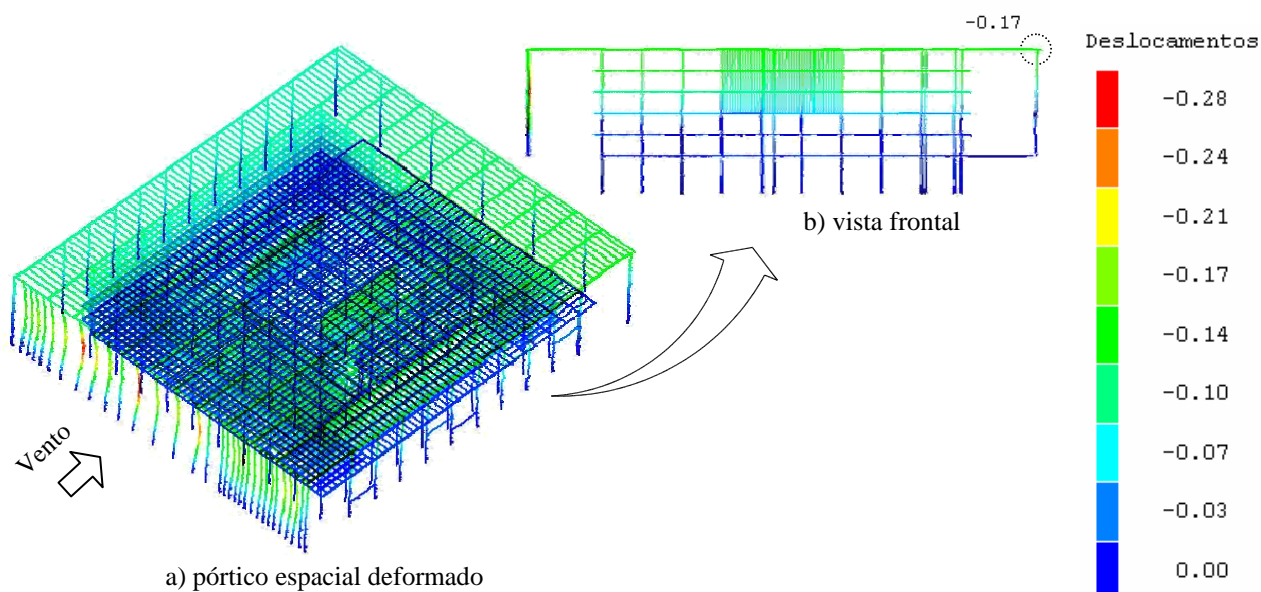 -0.17
Deslocamentos
-0.28
-0.24
-0.21
-0.17
-0.14
-0.10
-0.07
-0.03
0.00
b) vista frontal
Vento
a) pórtico espacial deformado